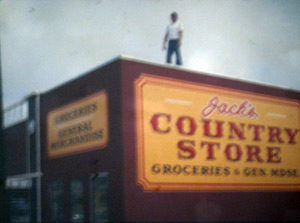 GROCERIES
GENERAL
MERCHANDISE
Jack's
COUNTRY
STORE
GROCERIES & GEN. MDSE